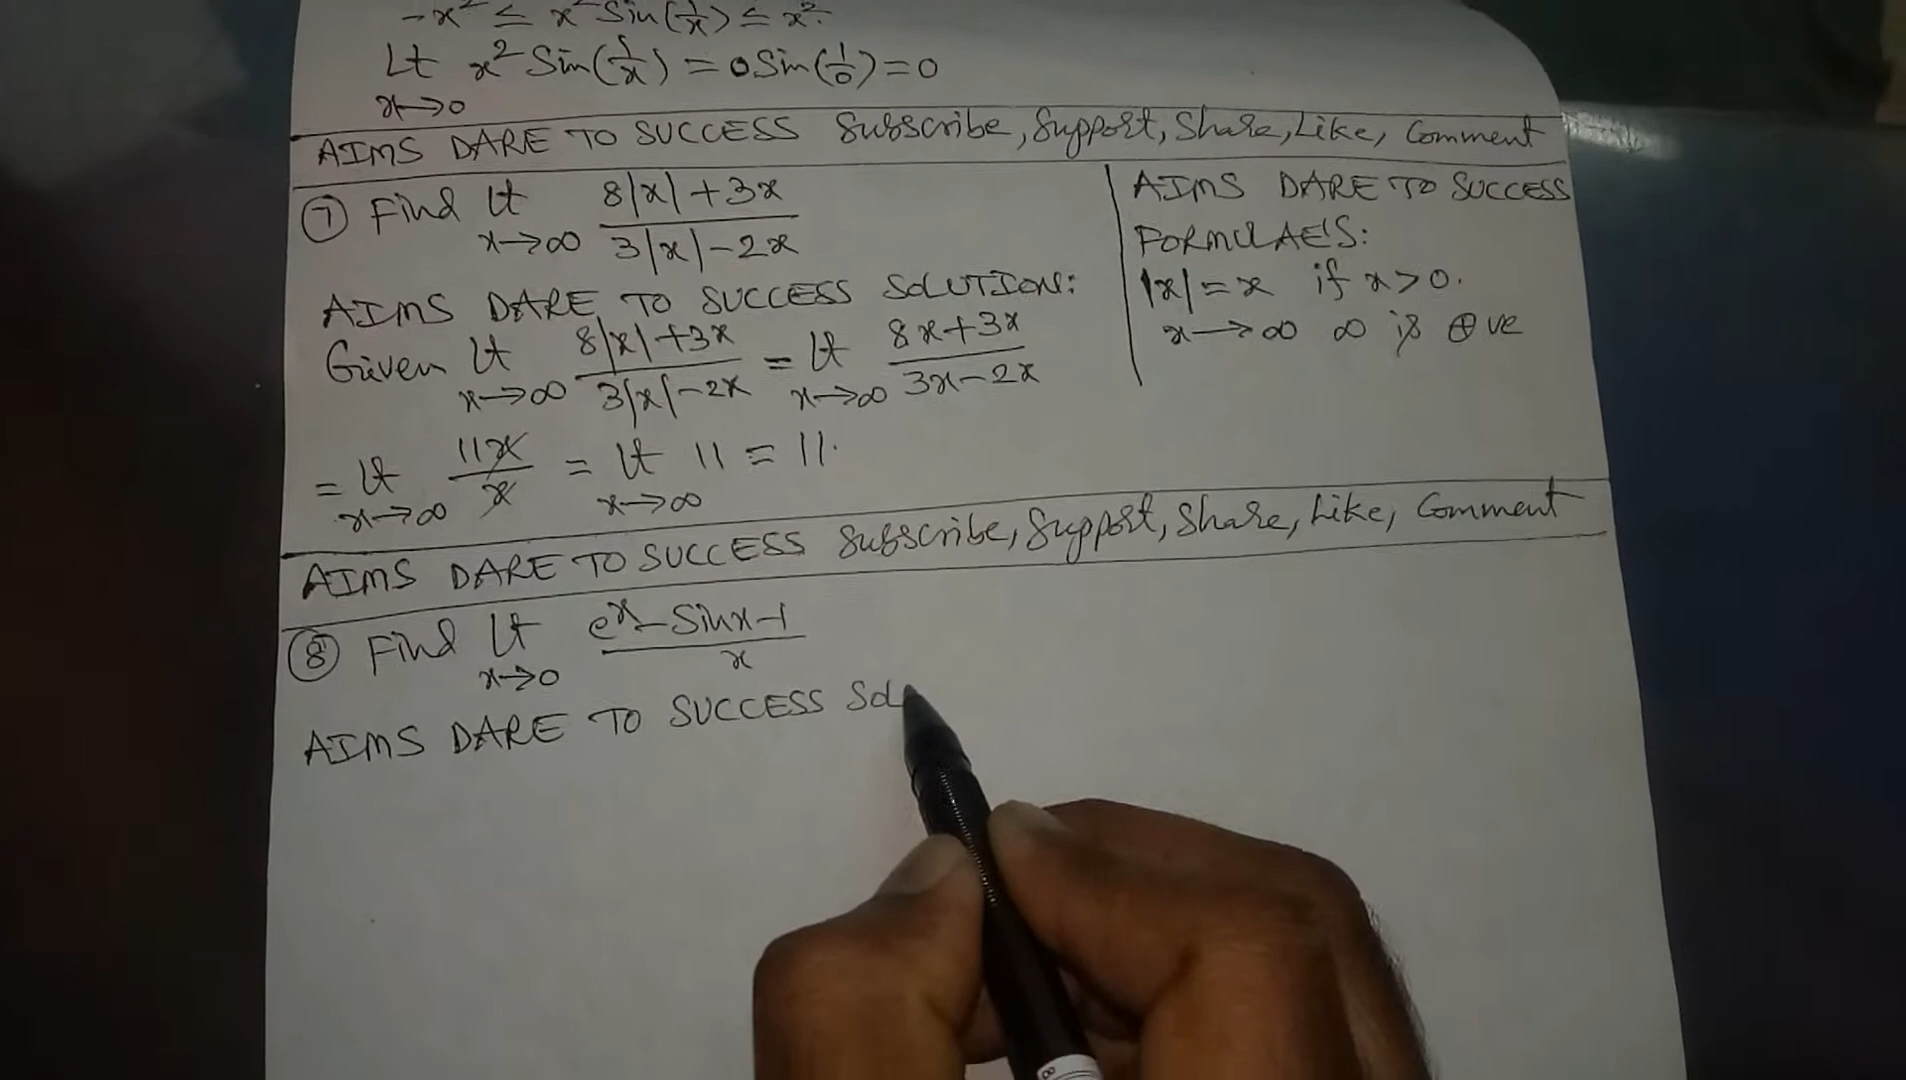 -x² ≤ x² Sin(1/x) ≤ x².
Lt x→0 x² Sin(1/x) = 0 Sin(1/0) = 0
AIMS DARE TO SUCCESS Subscribe, Support, Share, Like, Comment
⑦ Find Lt x→∞ (8|x|+3x)/(3|x|-2x)
AIMS DARE TO SUCCESS SOLUTION:
Given Lt x→∞ (8|x|+3x)/(3|x|-2x) = Lt x→∞ (8x+3x)/(3x-2x)
= Lt x→∞ 11x/x = Lt x→∞ 11 = 11.
AIMS DARE TO SUCCESS
FORMULAE'S:
|x| = x if x > 0.
x→∞ ∞ is ⊕ve
AIMS DARE TO SUCCESS Subscribe, Support, Share, Like, Comment
⑧ Find Lt x→0 (eˣ - Sinx - 1)/x
AIMS DARE TO SUCCESS SOL